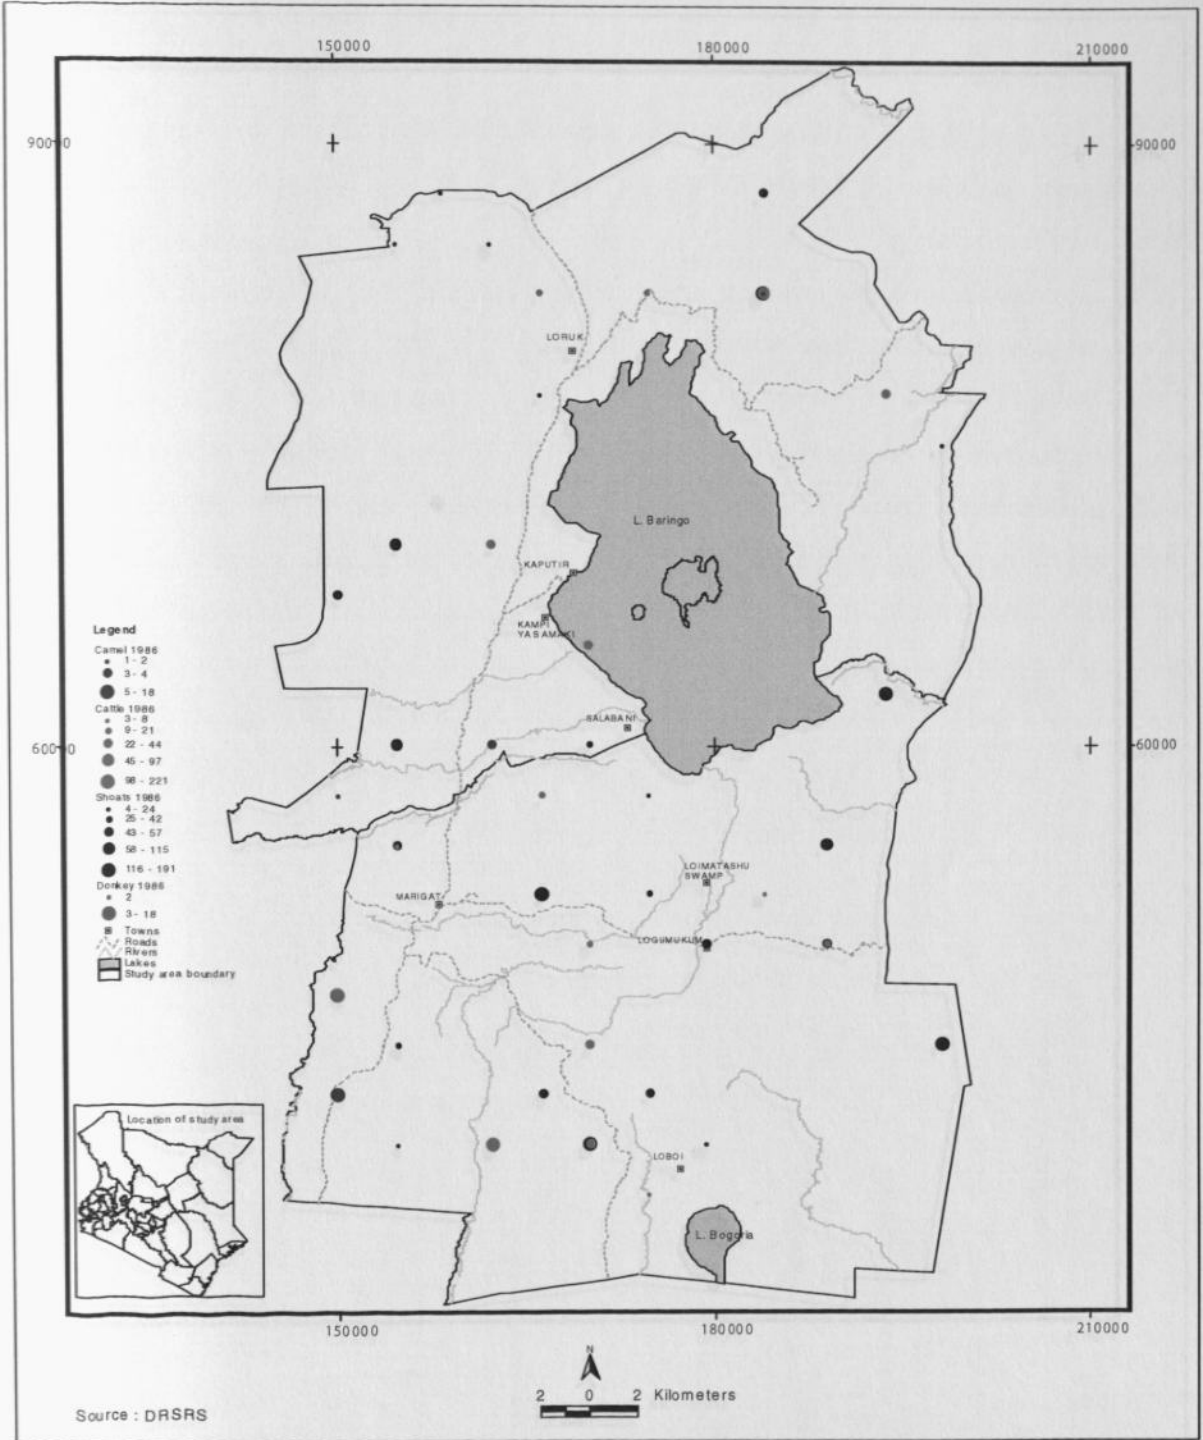 150000 180000 210000
90000 90000
LORUK
L. Baringo
KAPUTIR
KAMPI
YASAMAKI
Legend
Camel 1986
1 - 2
3 - 4
5 - 18
Cattle 1986
3 - 8
9 - 21
22 - 44
45 - 97
98 - 221
Shoats 1986
4 - 24
25 - 42
43 - 57
58 - 115
116 - 191
Donkey 1986
2
3 - 18
Towns
Roads
Rivers
Lakes
Study area boundary
SALABANI
60000 60000
LOIMATASHU
SWAMP
MARIGAT
LOGUMUKUM
Location of study area
LOBOI
L. Bogoria
150000 180000 210000
N
2 0 2 Kilometers
Source : DRSRS